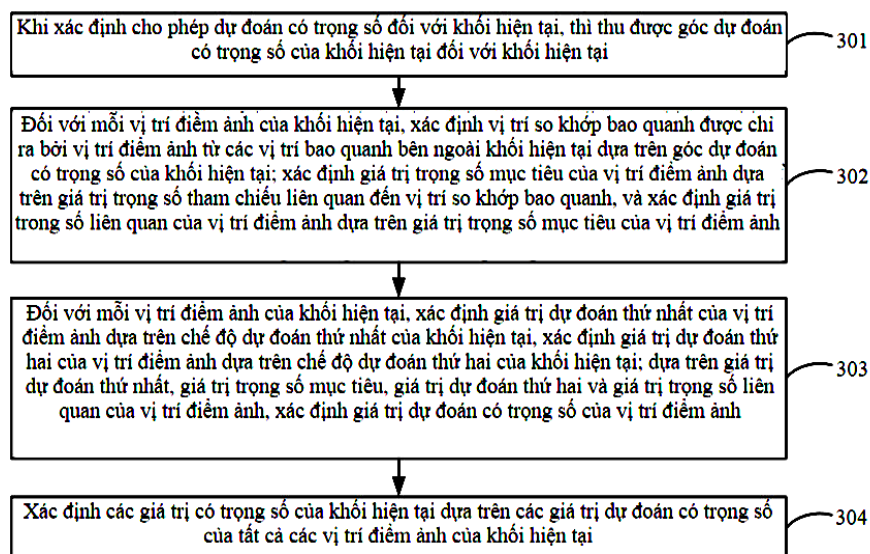 Khi xác định cho phép dự đoán có trọng số đối với khối hiện tại, thì thu được góc dự đoán
có trọng số của khối hiện tại đối với khối hiện tại
301
Đối với mỗi vị trí điểm ảnh của khối hiện tại, xác định vị trí so khớp bao quanh được chỉ
ra bởi vị trí điểm ảnh từ các vị trí bao quanh bên ngoài khối hiện tại dựa trên góc dự đoán
có trọng số của khối hiện tại; xác định giá trị trọng số mục tiêu của vị trí điểm ảnh dựa
trên giá trị trọng số tham chiếu liên quan đến vị trí so khớp bao quanh, và xác định giá trị
trong số liên quan của vị trí điểm ảnh dựa trên giá trị trọng số mục tiêu của vị trí điểm ảnh
302
Đối với mỗi vị trí điểm ảnh của khối hiện tại, xác định giá trị dự đoán thứ nhất của vị trí
điểm ảnh dựa trên chế độ dự đoán thứ nhất của khối hiện tại, xác định giá trị dự đoán thứ
hai của vị trí điểm ảnh dựa trên chế độ dự đoán thứ hai của khối hiện tại; dựa trên giá trị
dự đoán thứ nhất, giá trị trọng số mục tiêu, giá trị dự đoán thứ hai và giá trị trọng số liên
quan của vị trí điểm ảnh, xác định giá trị dự đoán có trọng số của vị trí điểm ảnh
303
Xác định các giá trị có trọng số của khối hiện tại dựa trên các giá trị dự đoán có trọng số
của tất cả các vị trí điểm ảnh của khối hiện tại
304